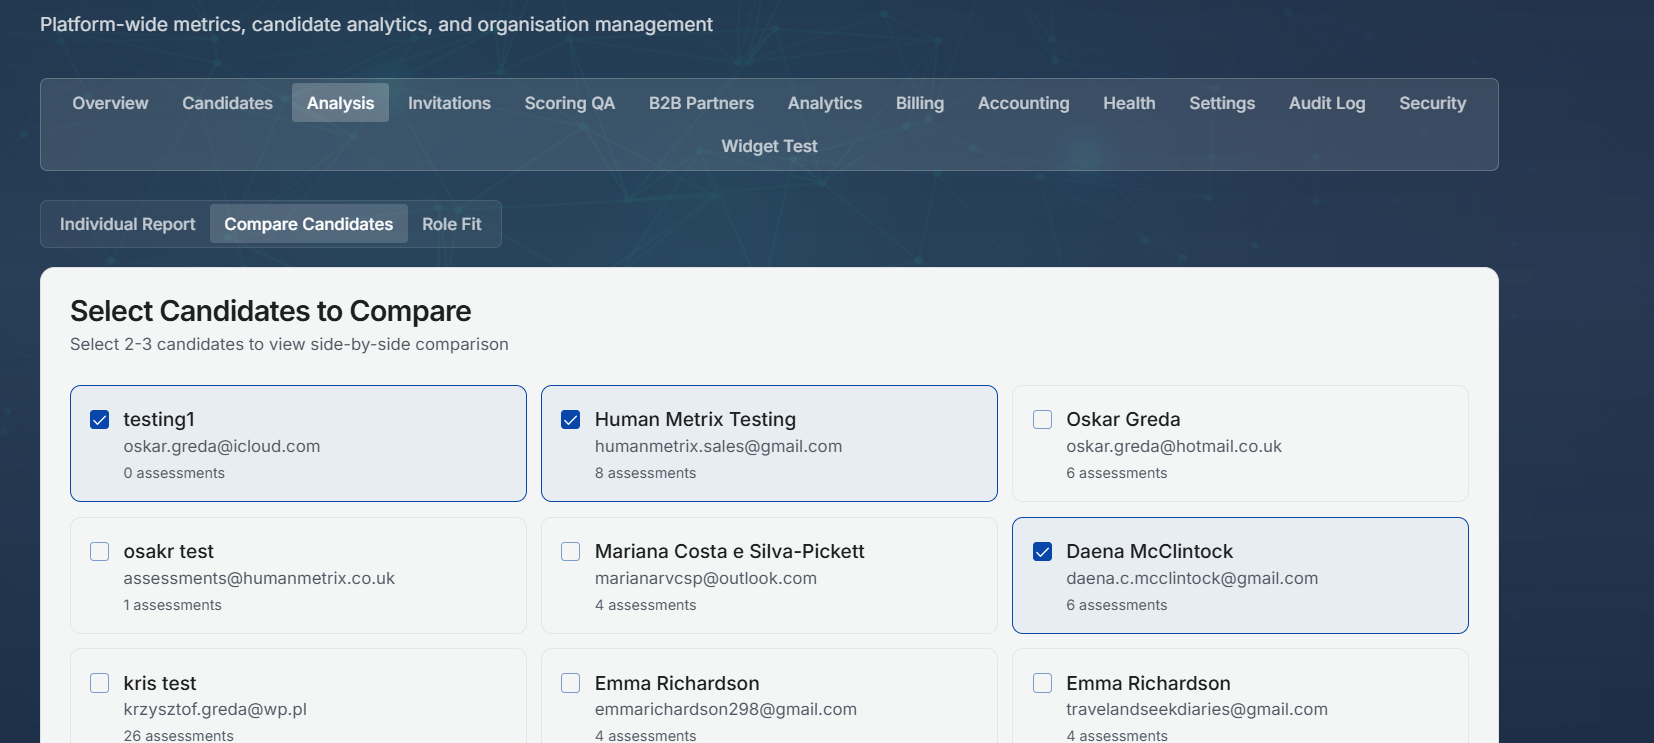 Platform-wide metrics, candidate analytics, and organisation management
Overview Candidates Analysis Invitations Scoring QA B2B Partners Analytics Billing Accounting Health Settings Audit Log Security
Widget Test
Individual Report Compare Candidates Role Fit
Select Candidates to Compare
Select 2-3 candidates to view side-by-side comparison
testing1
oskar.greda@icloud.com
0 assessments
Human Metrix Testing
humanmetrix.sales@gmail.com
8 assessments
Oskar Greda
oskar.greda@hotmail.co.uk
6 assessments
osakr test
assessments@humanmetrix.co.uk
1 assessments
Mariana Costa e Silva-Pickett
marianarvcsp@outlook.com
4 assessments
Daena McClintock
daena.c.mcclintock@gmail.com
6 assessments
kris test
krzysztof.greda@wp.pl
26 assessments
Emma Richardson
emmarichardson298@gmail.com
4 assessments
Emma Richardson
travelandseekdiaries@gmail.com
4 assessments